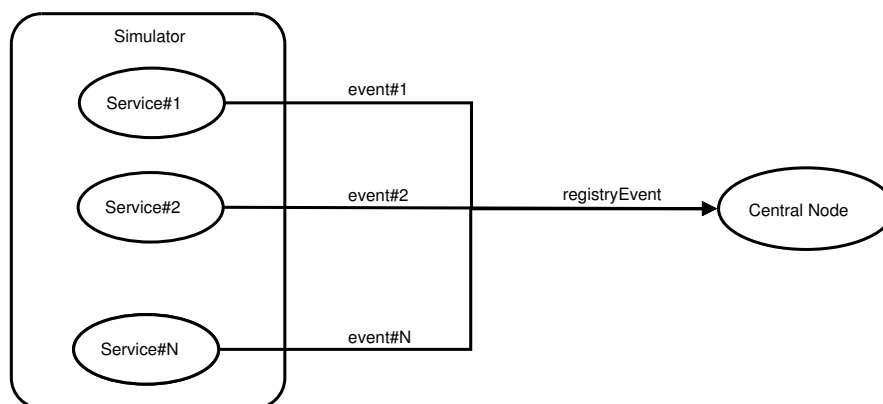 Simulator
Service#1
event#1
Service#2
event#2
registryEvent
Central Node
Service#N
event#N